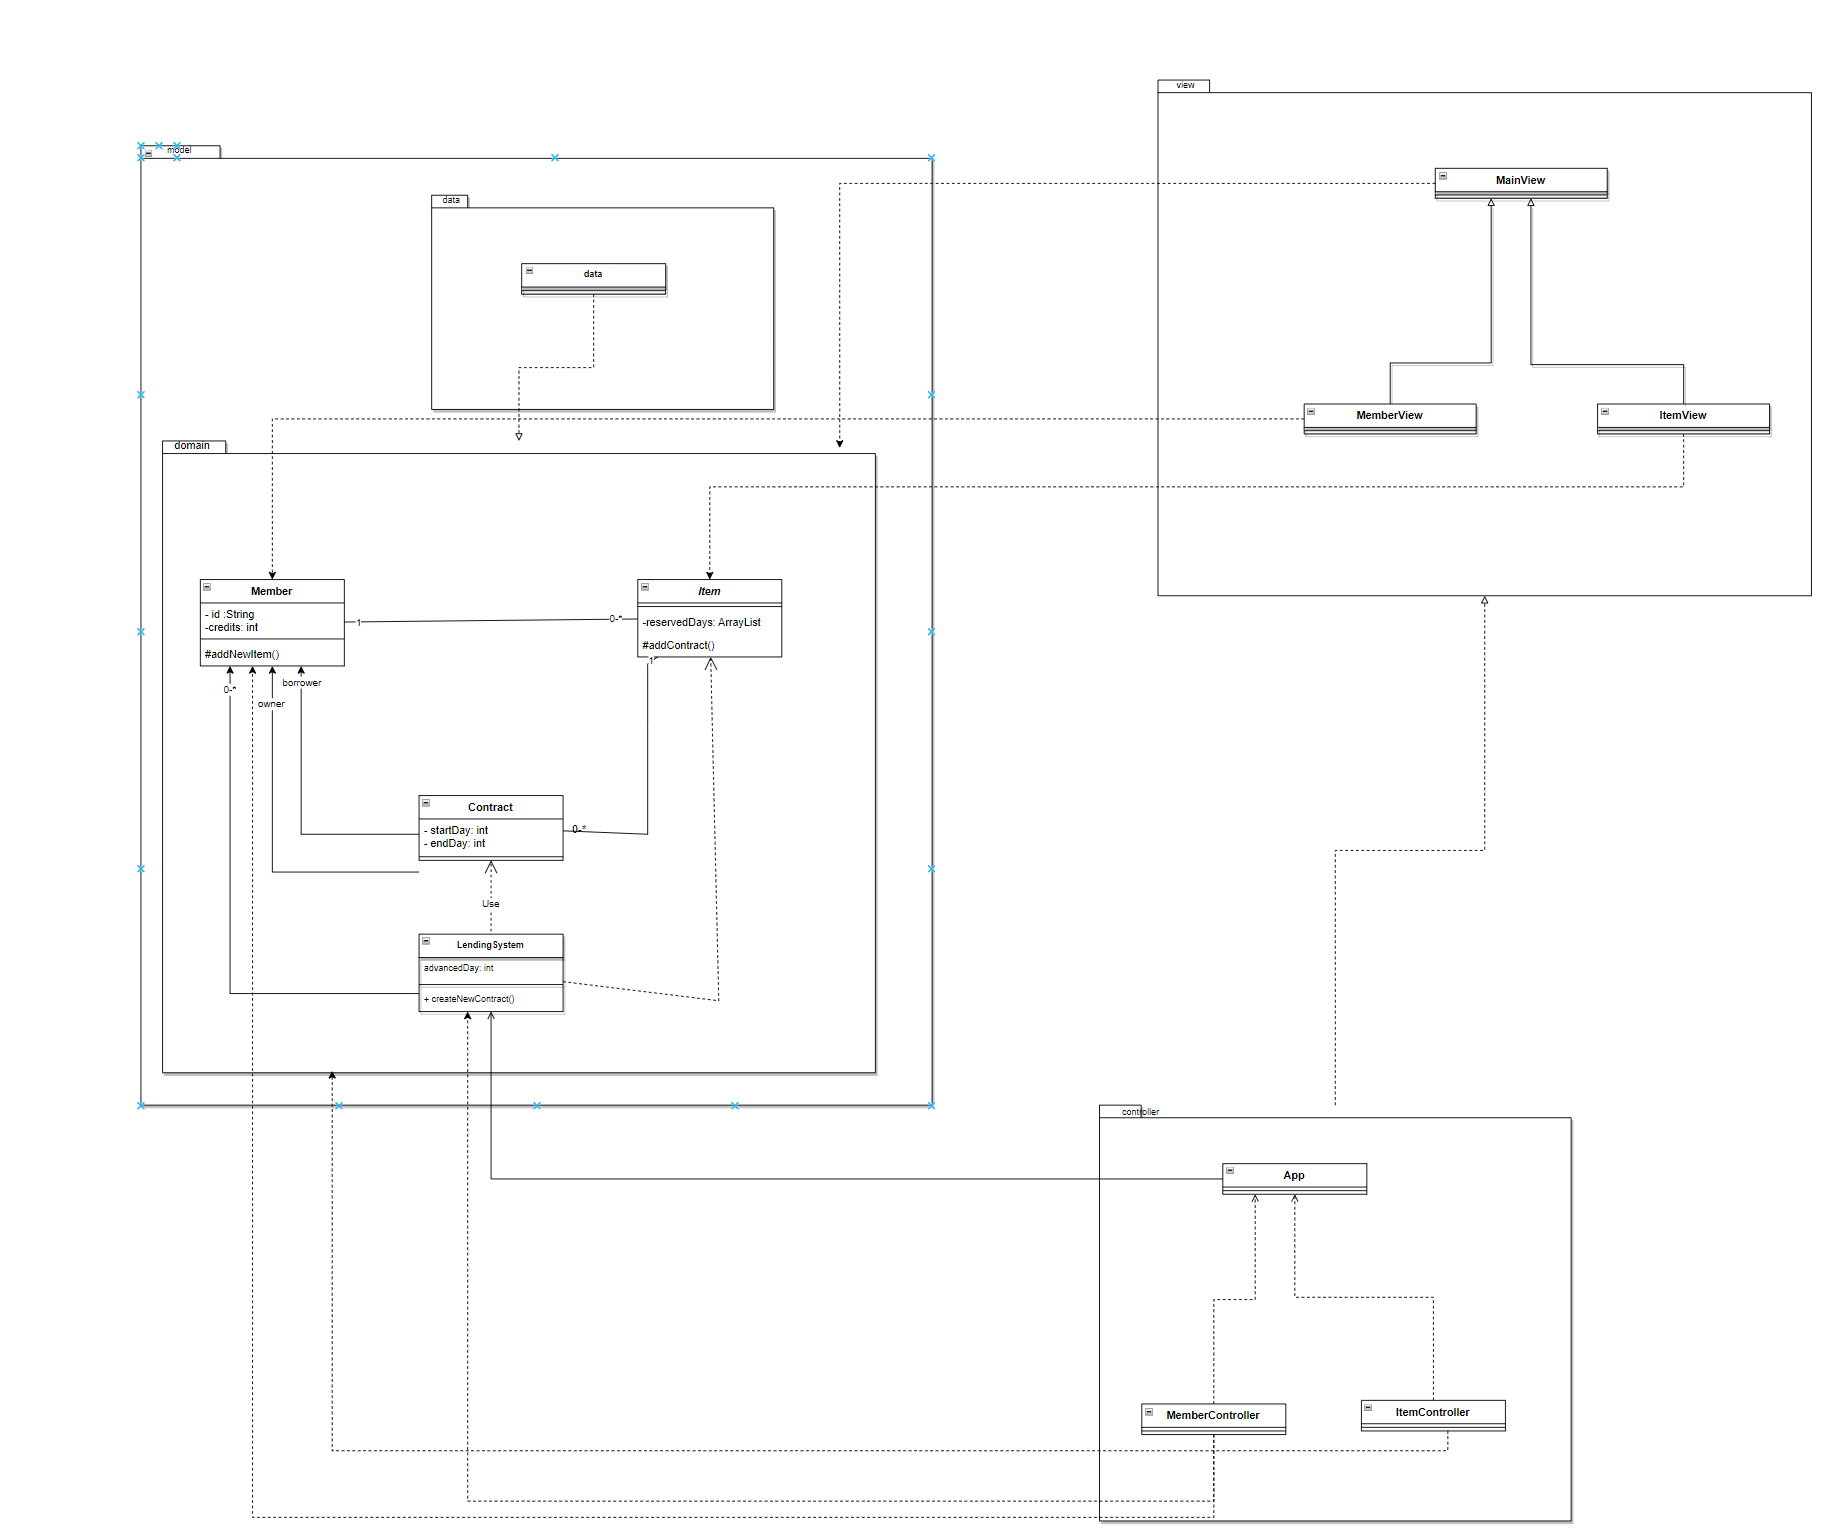 view
model
MainView
data
data
MemberView
ItemView
domain
Member
- id :String
-credits: int
#addNewItem()
1
0-*
Item
-reservedDays: ArrayList
#addContract()
1
0-*
owner
borrower
Contract
- startDay: int
- endDay: int
0-*
Use
LendingSystem
advancedDay: int
+ createNewContract()
controller
App
MemberController
ItemController